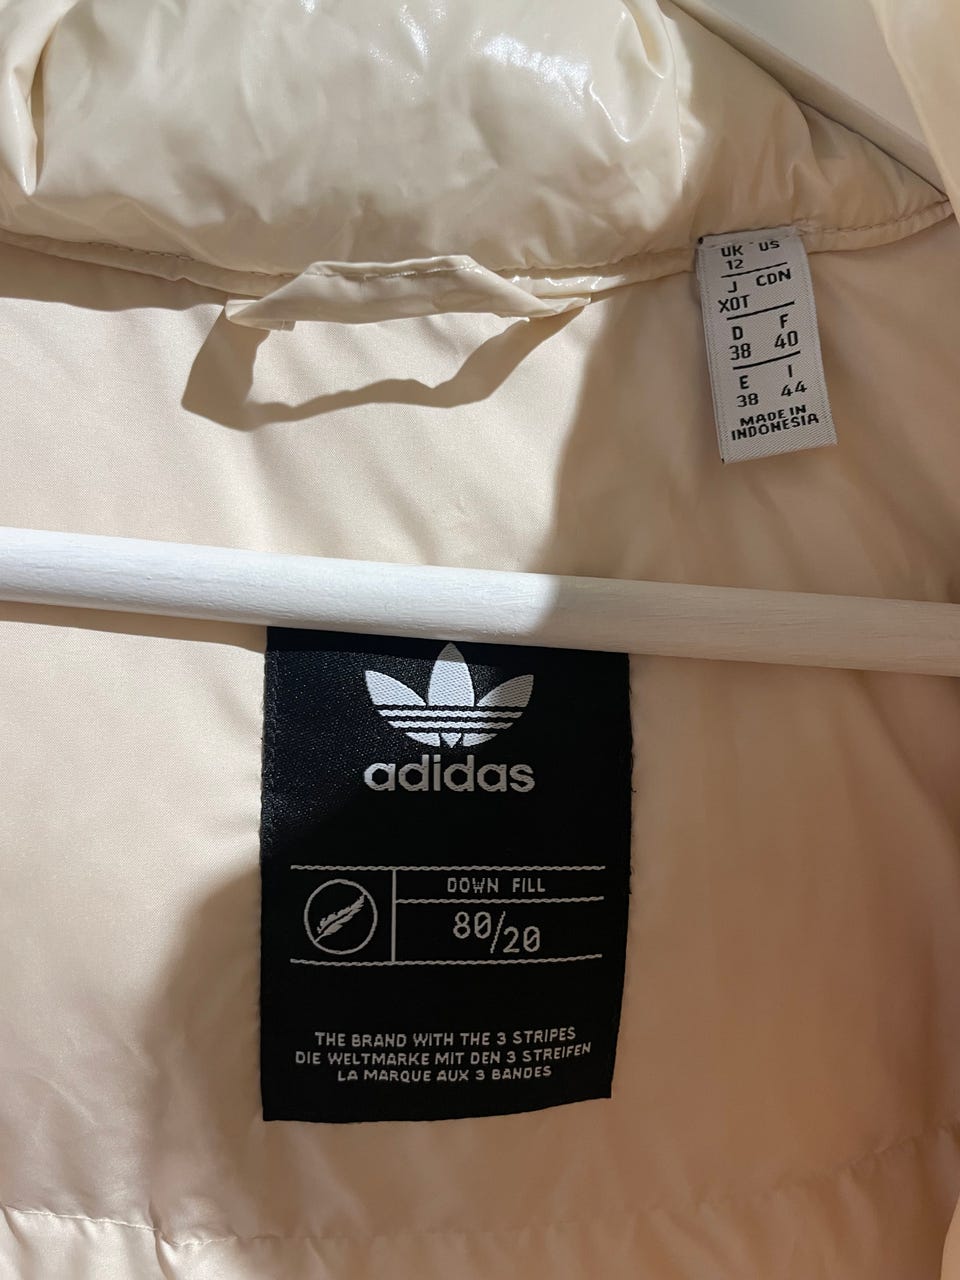 UK US
12
J CDN
XOT
D F
38 40
E I
38 44
MADE IN
INDONESIA
adidas
DOWN FILL
80/20
THE BRAND WITH THE 3 STRIPES
DIE WELTMARKE MIT DEN 3 STREIFEN
LA MARQUE AUX 3 BANDES